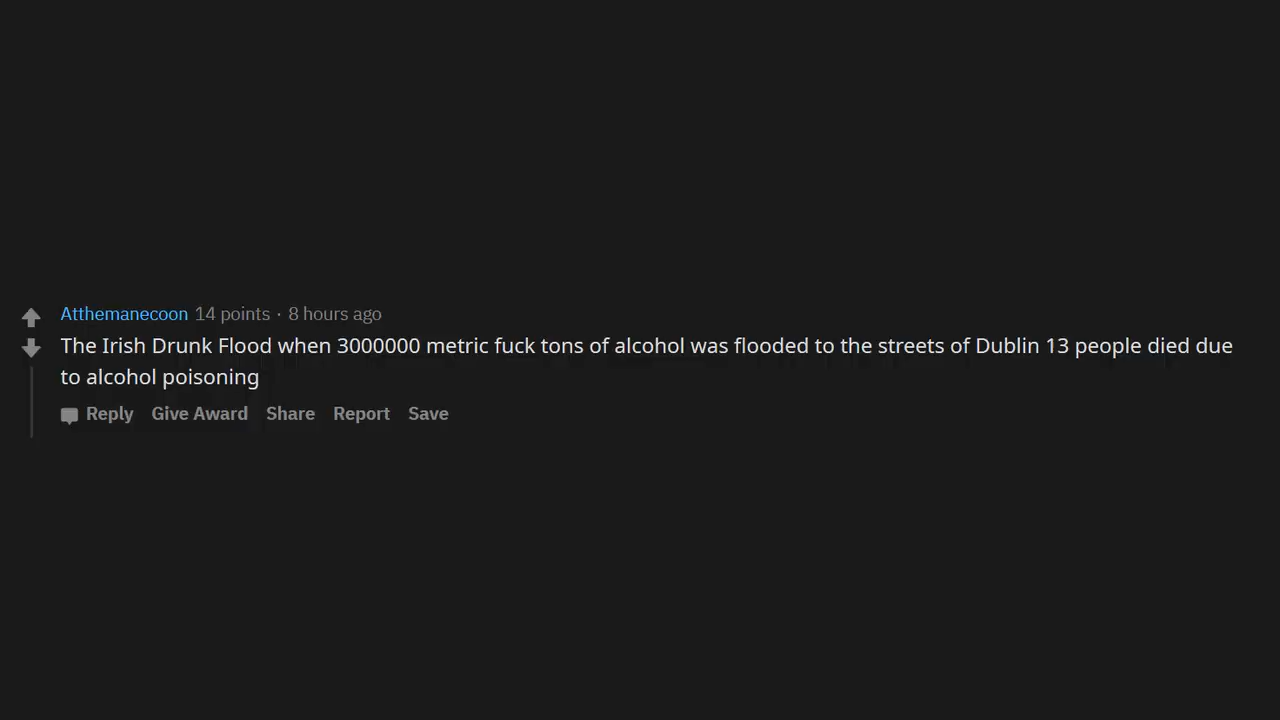 Atthemanecoon 14 points · 8 hours ago
The Irish Drunk Flood when 3000000 metric fuck tons of alcohol was flooded to the streets of Dublin 13 people died due
to alcohol poisoning
Reply Give Award Share Report Save